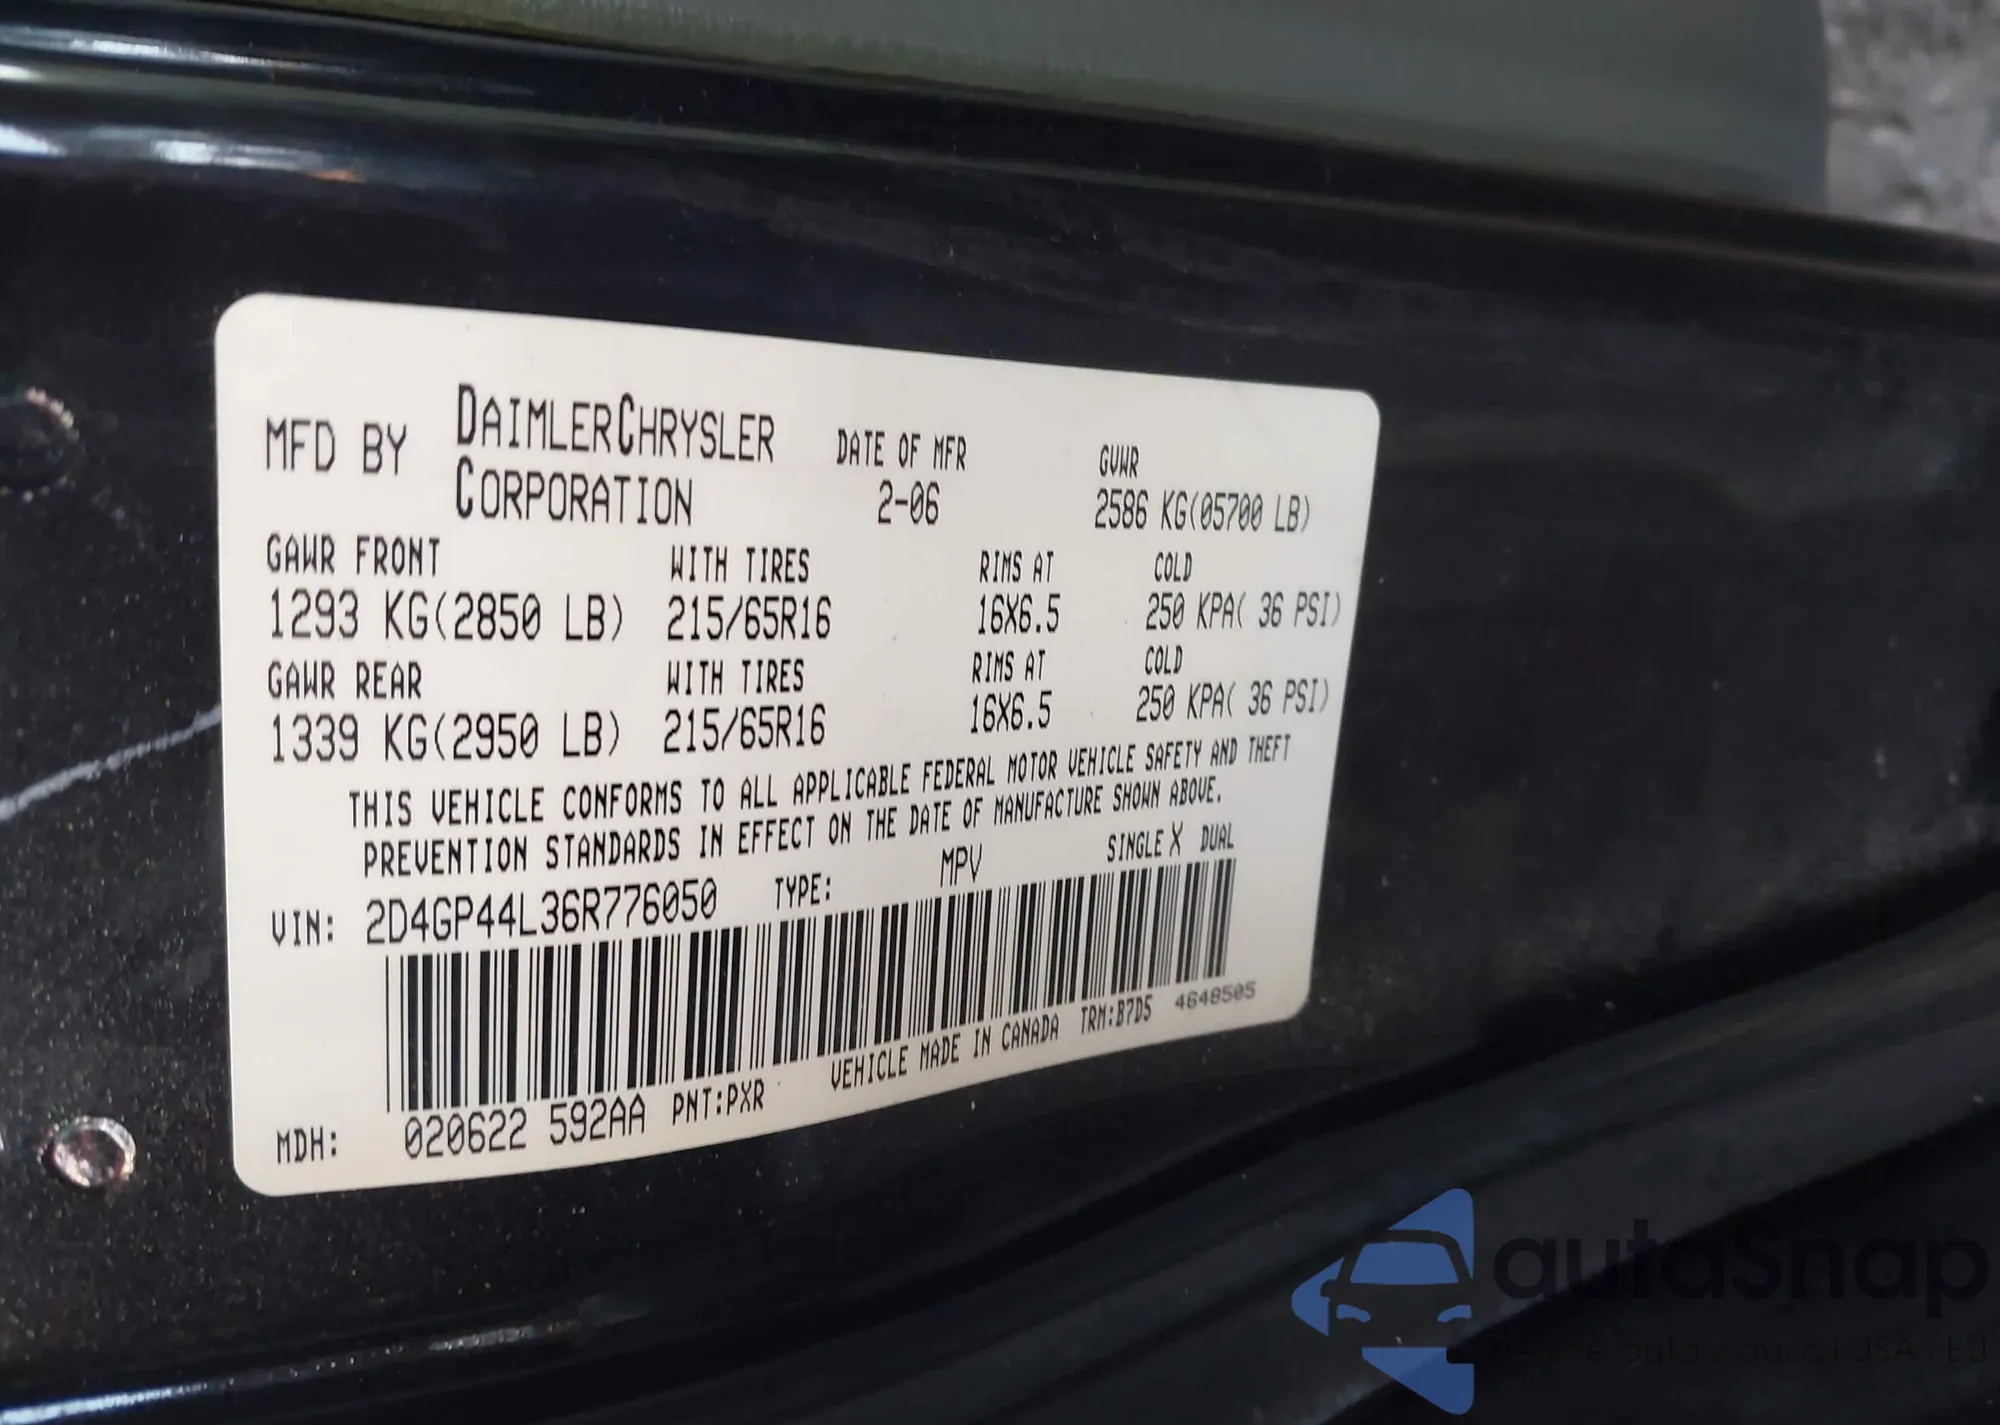 MFD BY DAIMLERCHRYSLER CORPORATION
DATE OF MFR
2-06
GVWR
2586 KG(05700 LB)
GAWR FRONT WITH TIRES RIMS AT COLD
1293 KG(2850 LB) 215/65R16 16X6.5 250 KPA( 36 PSI)
GAWR REAR WITH TIRES RIMS AT COLD
1339 KG(2950 LB) 215/65R16 16X6.5 250 KPA( 36 PSI)
THIS VEHICLE CONFORMS TO ALL APPLICABLE FEDERAL MOTOR VEHICLE SAFETY AND THEFT
PREVENTION STANDARDS IN EFFECT ON THE DATE OF MANUFACTURE SHOWN ABOVE.
VIN: 2D4GP44L36R776050 TYPE: MPV SINGLE X DUAL
MDH: 020622 592AA PNT:PXR VEHICLE MADE IN CANADA TRM:B7D5 4648505
autoSnap